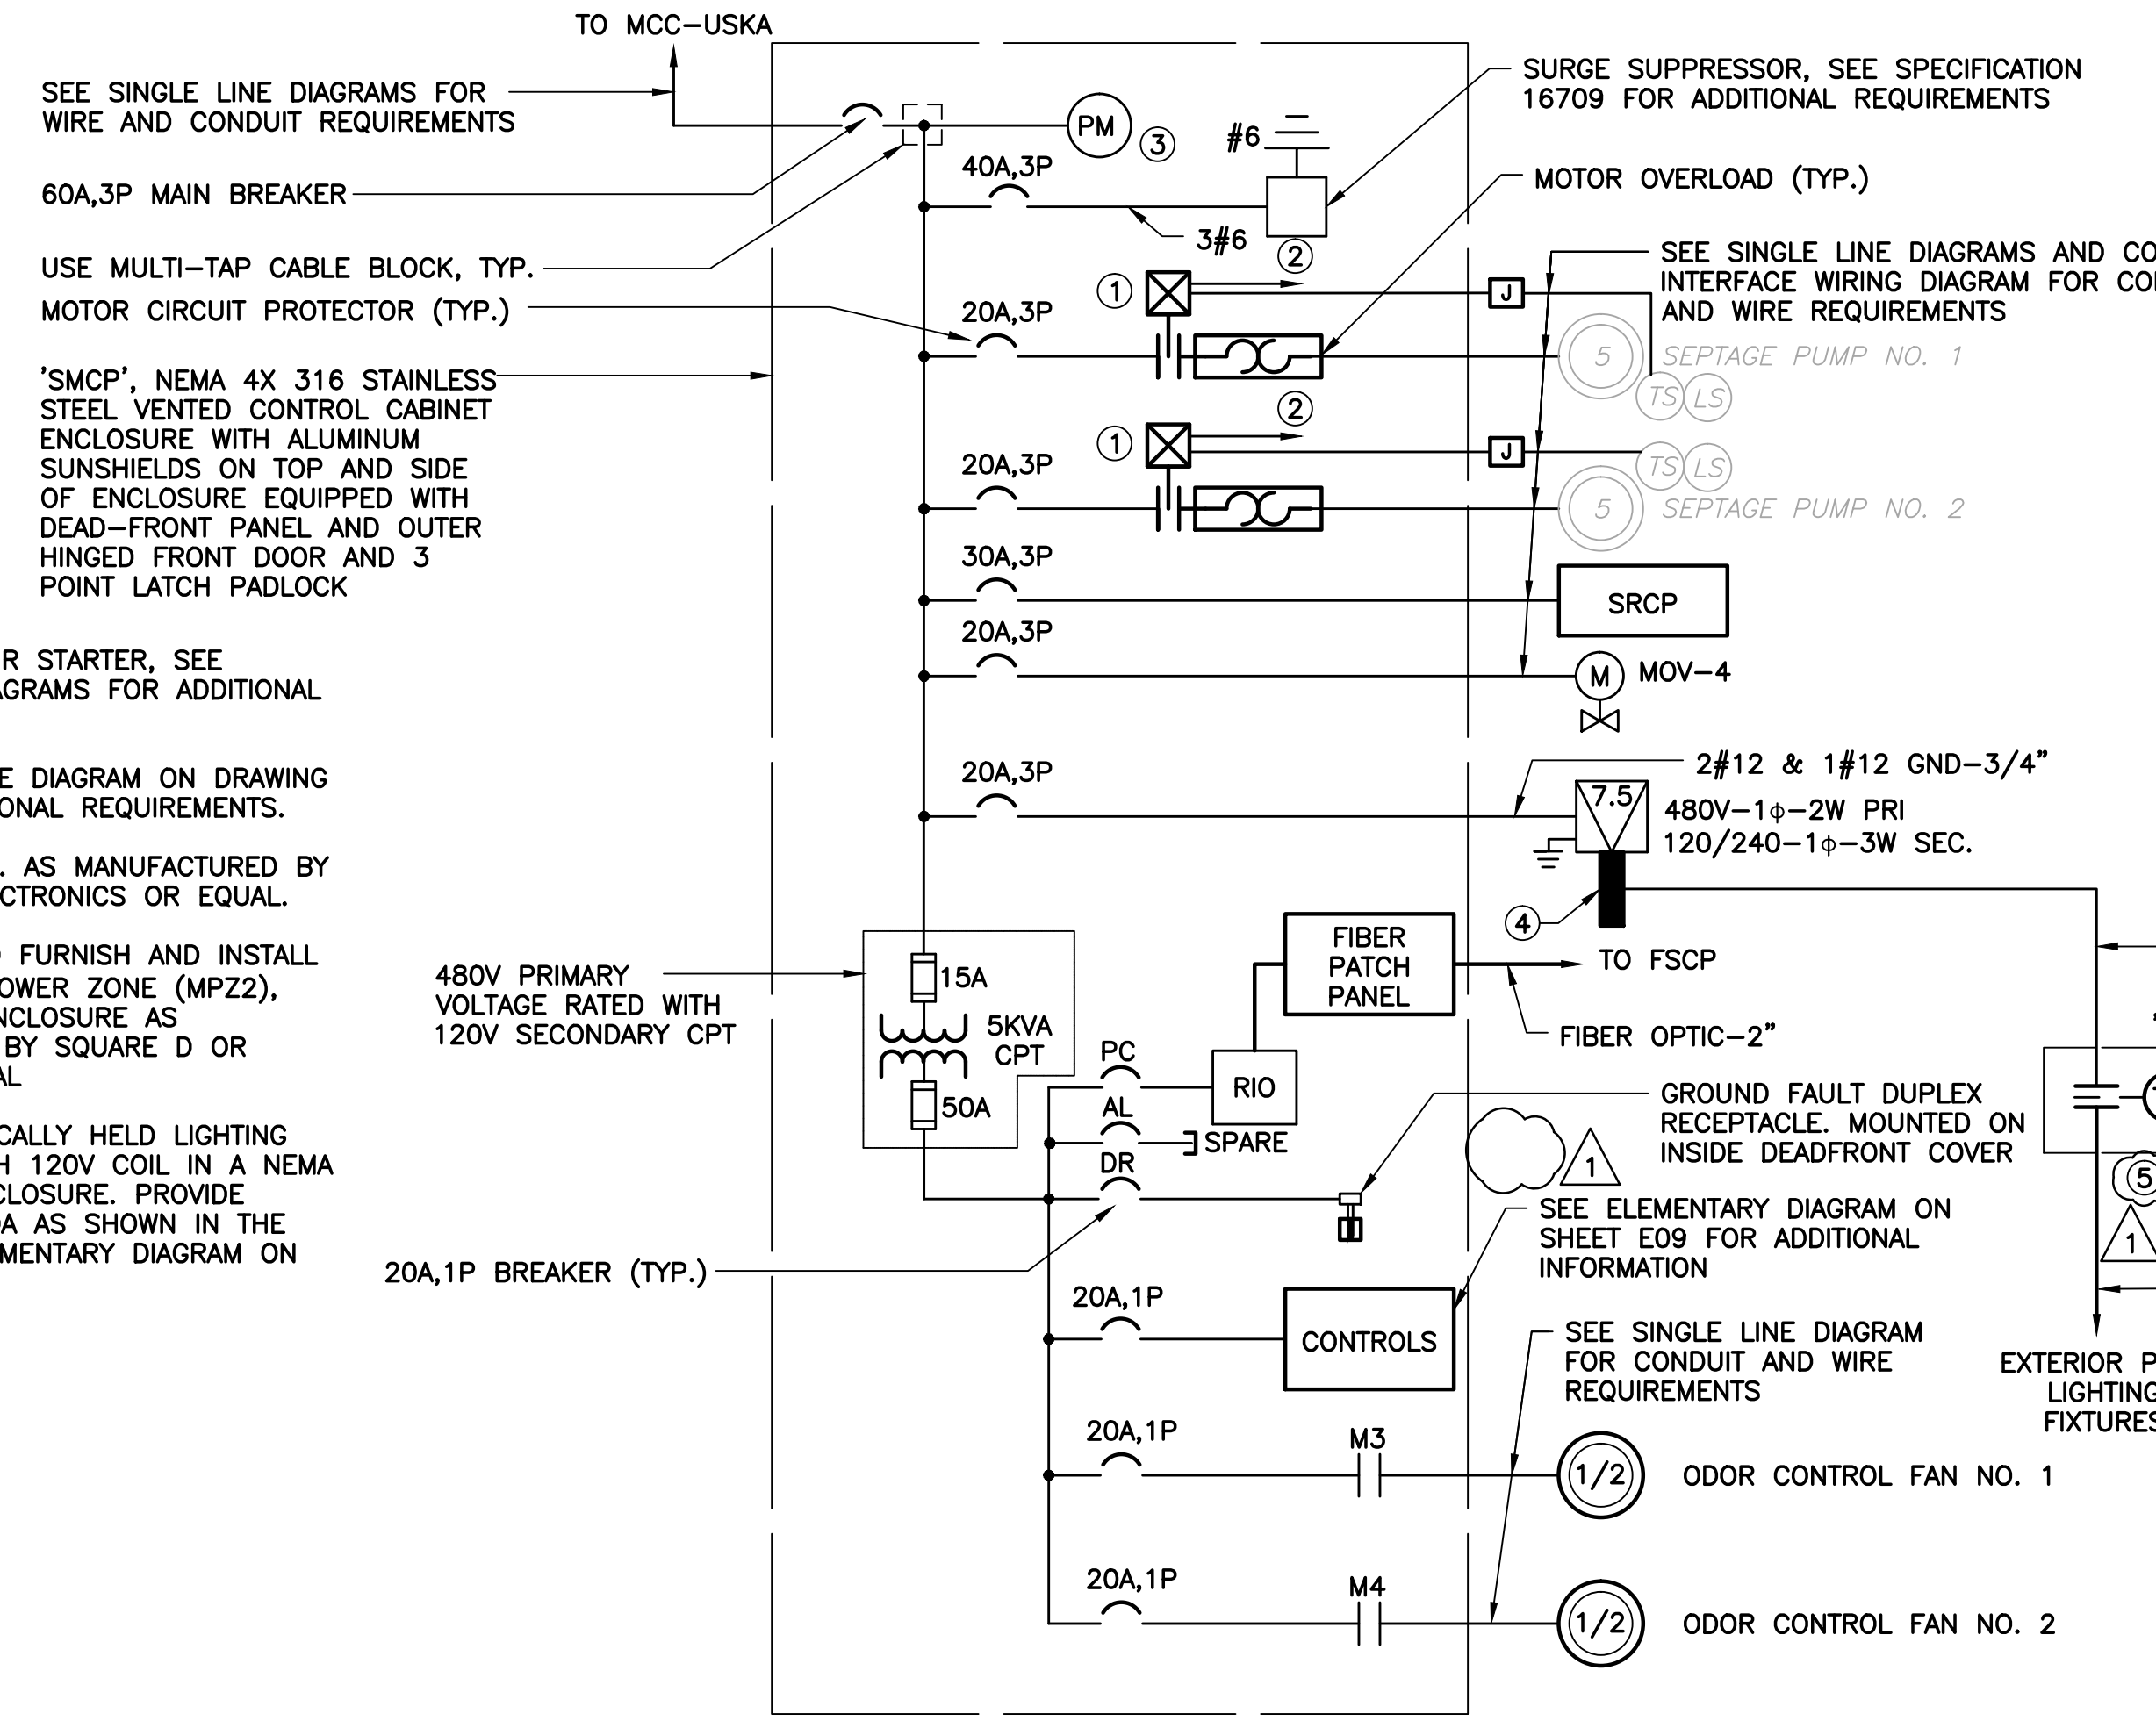 TO MCC-USKA
SEE SINGLE LINE DIAGRAMS FOR
WIRE AND CONDUIT REQUIREMENTS
60A,3P MAIN BREAKER
USE MULTI-TAP CABLE BLOCK, TYP.
MOTOR CIRCUIT PROTECTOR (TYP.)
'SMCP', NEMA 4X 316 STAINLESS
STEEL VENTED CONTROL CABINET
ENCLOSURE WITH ALUMINUM
SUNSHIELDS ON TOP AND SIDE
OF ENCLOSURE EQUIPPED WITH
DEAD-FRONT PANEL AND OUTER
HINGED FRONT DOOR AND 3
POINT LATCH PADLOCK
R STARTER, SEE
AGRAMS FOR ADDITIONAL
E DIAGRAM ON DRAWING
ONAL REQUIREMENTS.
. AS MANUFACTURED BY
CTRONICS OR EQUAL.
FURNISH AND INSTALL
OWER ZONE (MPZ2),
NCLOSURE AS
BY SQUARE D OR
AL
CALLY HELD LIGHTING
H 120V COIL IN A NEMA
CLOSURE. PROVIDE
OA AS SHOWN IN THE
MENTARY DIAGRAM ON
480V PRIMARY
VOLTAGE RATED WITH
120V SECONDARY CPT
20A,1P BREAKER (TYP.)
PM
3
#6
40A,3P
3#6
2
1
20A,3P
J
2
1
20A,3P
J
30A,3P
20A,3P
20A,3P
15A
5KVA
CPT
50A
PC
AL
DR
RIO
SPARE
FIBER
PATCH
PANEL
20A,1P
CONTROLS
20A,1P
M3
20A,1P
M4
SURGE SUPPRESSOR, SEE SPECIFICATION
16709 FOR ADDITIONAL REQUIREMENTS
MOTOR OVERLOAD (TYP.)
SEE SINGLE LINE DIAGRAMS AND CO
INTERFACE WIRING DIAGRAM FOR CO
AND WIRE REQUIREMENTS
5 SEPTAGE PUMP NO. 1
TS LS
TS LS
5 SEPTAGE PUMP NO. 2
SRCP
M MOV-4
2#12 & 1#12 GND-3/4"
7.5
480V-1ϕ-2W PRI
120/240-1ϕ-3W SEC.
4
TO FSCP
FIBER OPTIC-2"
GROUND FAULT DUPLEX
RECEPTACLE. MOUNTED ON
INSIDE DEADFRONT COVER
1
SEE ELEMENTARY DIAGRAM ON
SHEET E09 FOR ADDITIONAL
INFORMATION
5
1
SEE SINGLE LINE DIAGRAM
FOR CONDUIT AND WIRE
REQUIREMENTS
EXTERIOR P
LIGHTING
FIXTURES
1/2 ODOR CONTROL FAN NO. 1
1/2 ODOR CONTROL FAN NO. 2